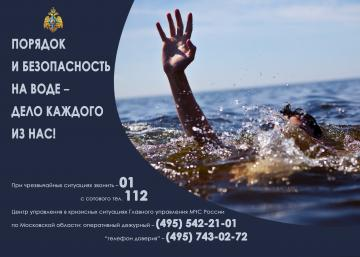 ПОРЯДОК
И БЕЗОПАСНОСТЬ
НА ВОДЕ –
ДЕЛО КАЖДОГО
ИЗ НАС!
При чрезвычайных ситуациях звонить - 01
с сотового тел. 112
Центр управления в кризисных ситуациях Главного управления МЧС России
по Московской области: оперативный дежурный – (495) 542-21-01
"телефон доверия" – (495) 743-02-72